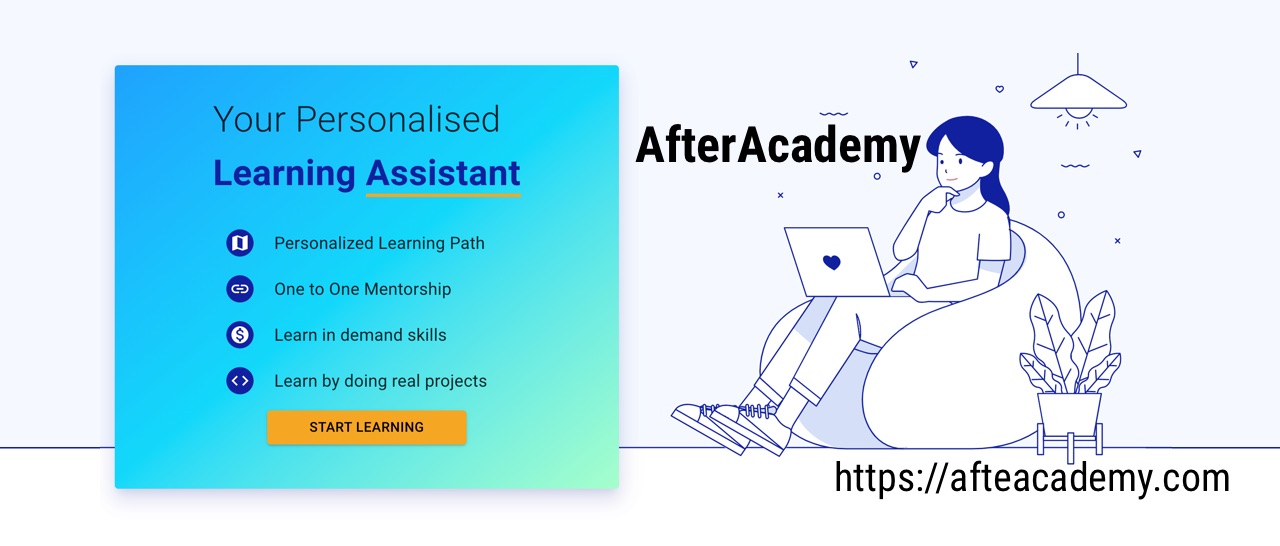 Your Personalised
Learning Assistant
Personalized Learning Path
One to One Mentorship
Learn in demand skills
Learn by doing real projects
START LEARNING
AfterAcademy
https://afteacademy.com